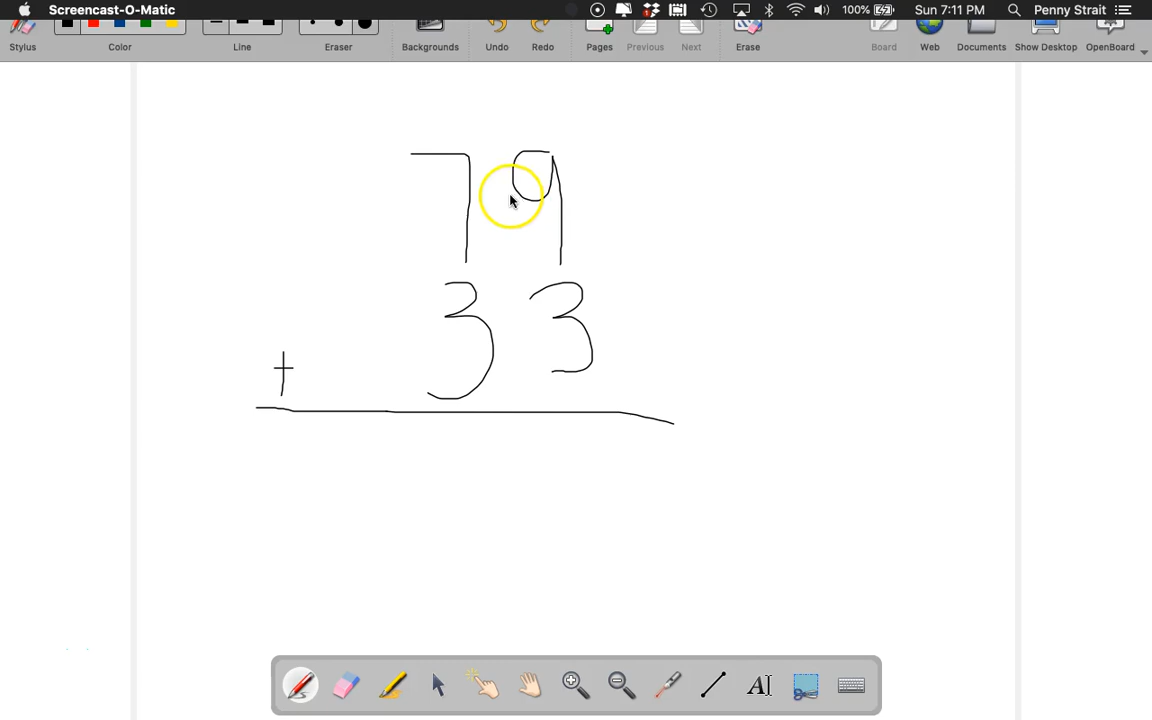 Screencast-O-Matic 100% Sun 7:11 PM Penny Strait
Stylus Color Line Eraser Backgrounds Undo Redo Pages Previous Next Erase Board Web Documents Show Desktop OpenBoard
79
+ 33